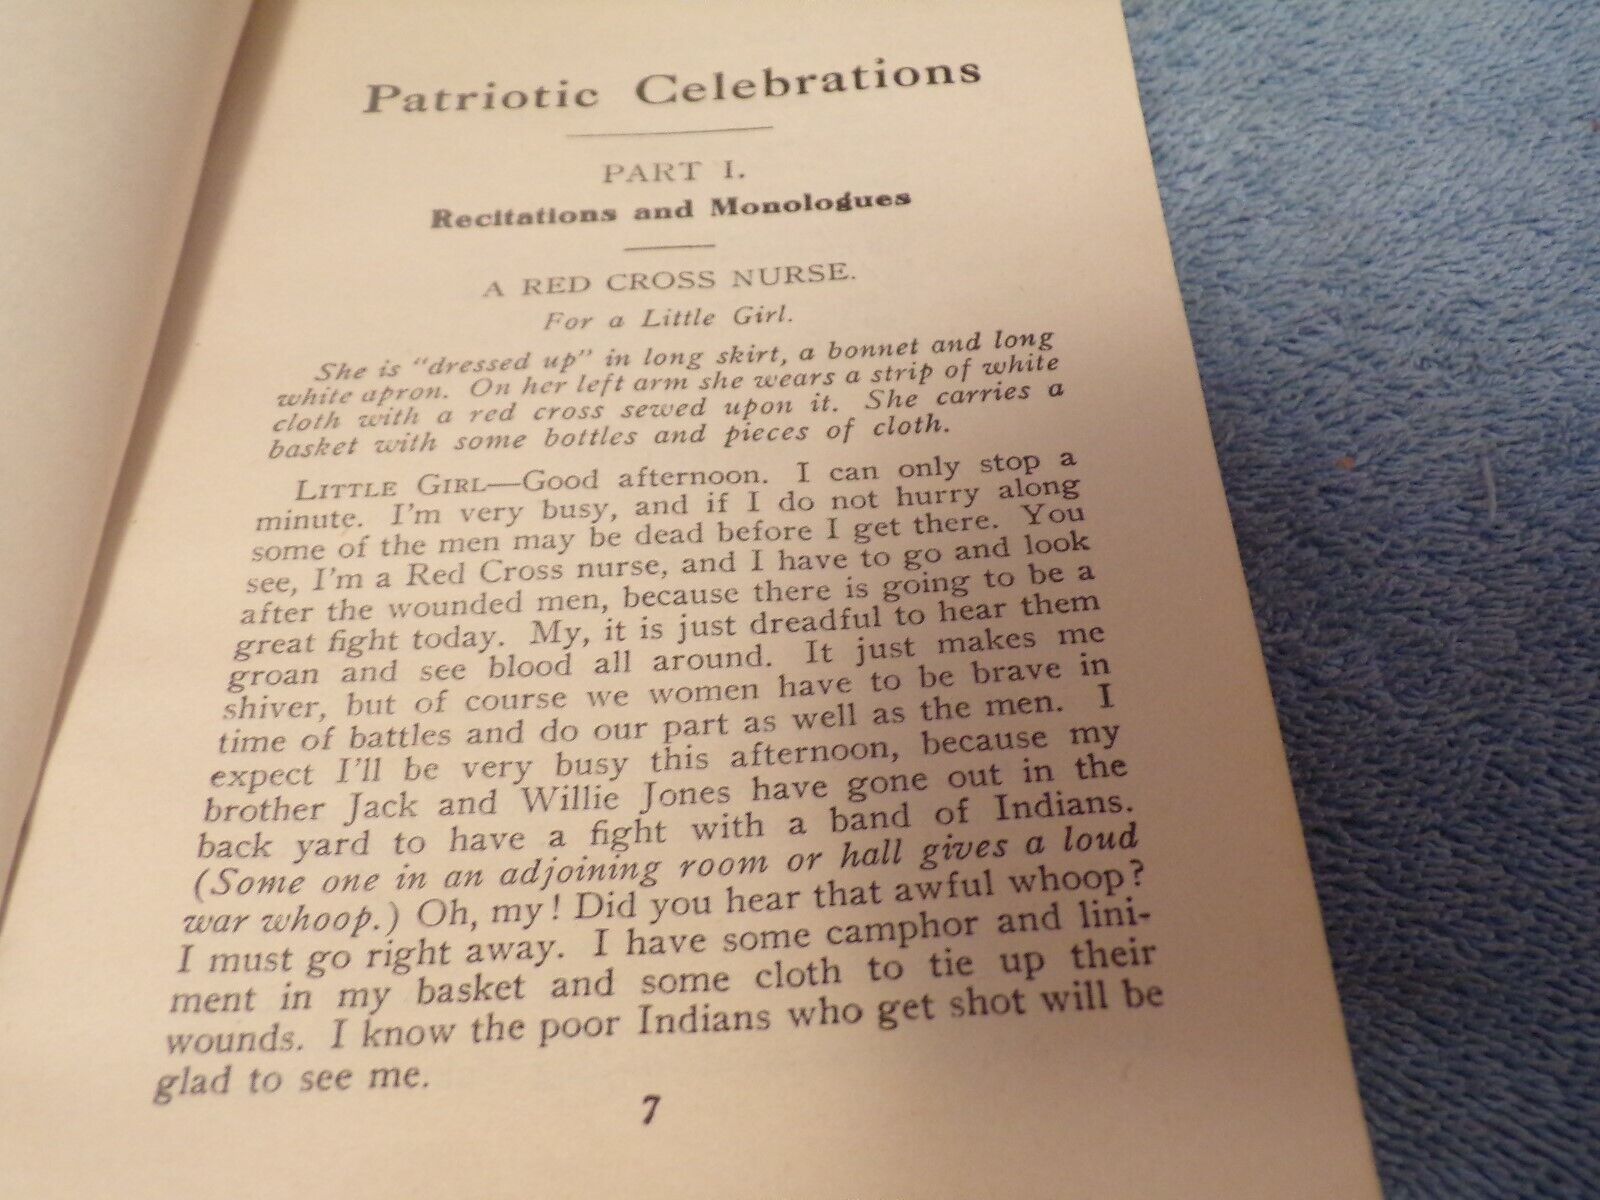 Patriotic Celebrations
PART I.
Recitations and Monologues
A RED CROSS NURSE.
For a Little Girl.
She is "dressed up" in long skirt, a bonnet and long
white apron. On her left arm she wears a strip of white
cloth with a red cross sewed upon it. She carries a
basket with some bottles and pieces of cloth.
LITTLE GIRL—Good afternoon. I can only stop a
minute. I'm very busy, and if I do not hurry along
some of the men may be dead before I get there. You
see, I'm a Red Cross nurse, and I have to go and look
after the wounded men, because there is going to be a
great fight today. My, it is just dreadful to hear them
groan and see blood all around. It just makes me
shiver, but of course we women have to be brave in
time of battles and do our part as well as the men. I
expect I'll be very busy this afternoon, because my
brother Jack and Willie Jones have gone out in the
back yard to have a fight with a band of Indians.
(Some one in an adjoining room or hall gives a loud
war whoop.) Oh, my! Did you hear that awful whoop?
I must go right away. I have some camphor and lini-
ment in my basket and some cloth to tie up their
wounds. I know the poor Indians who get shot will be
glad to see me.
7